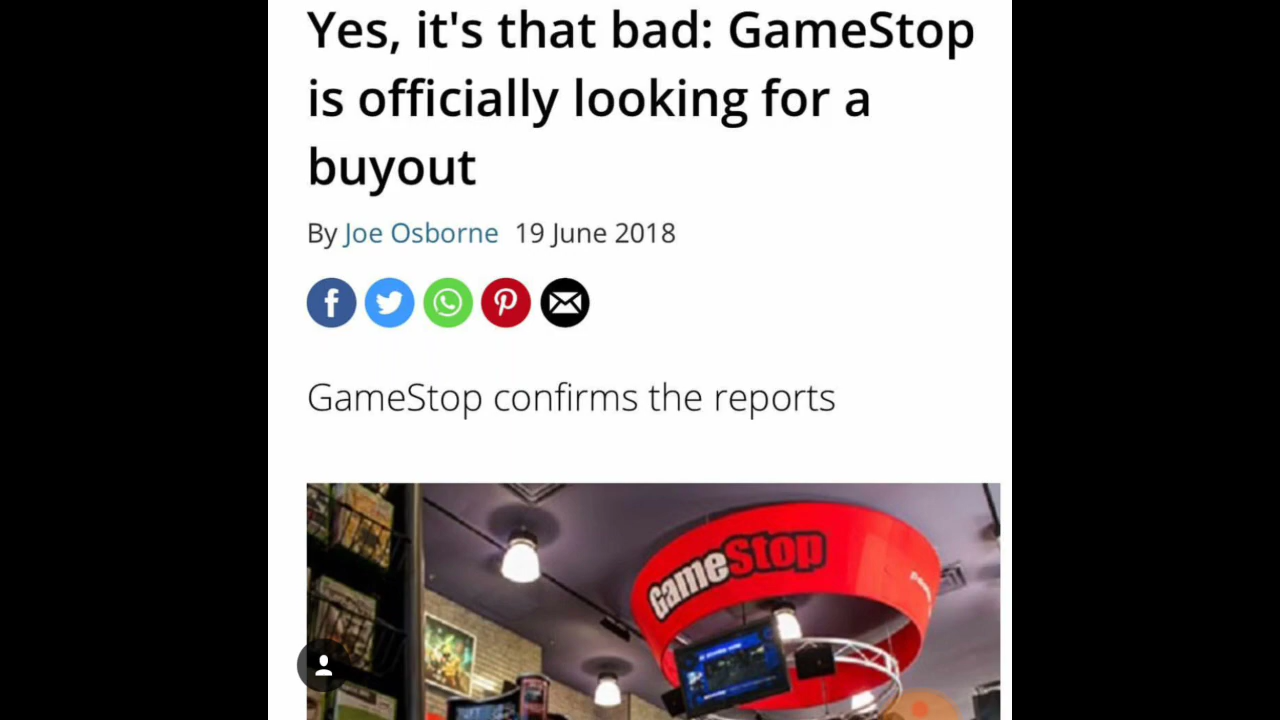 Yes, it's that bad: GameStop
is officially looking for a
buyout
By Joe Osborne 19 June 2018
GameStop confirms the reports
GameStop